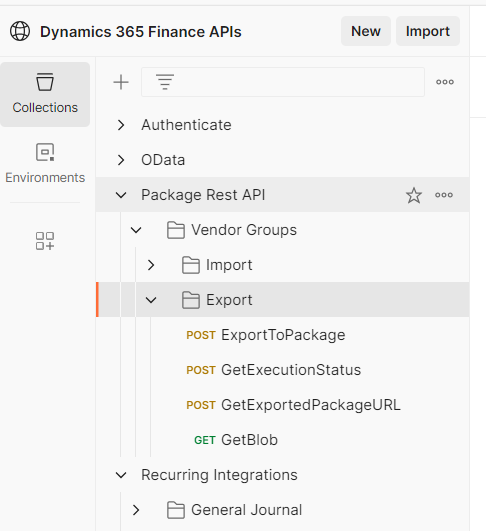 Dynamics 365 Finance APIs
New
Import
Collections
Environments
Authenticate
OData
Package Rest API
Vendor Groups
Import
Export
POST ExportToPackage
POST GetExecutionStatus
POST GetExportedPackageURL
GET GetBlob
Recurring Integrations
General Journal